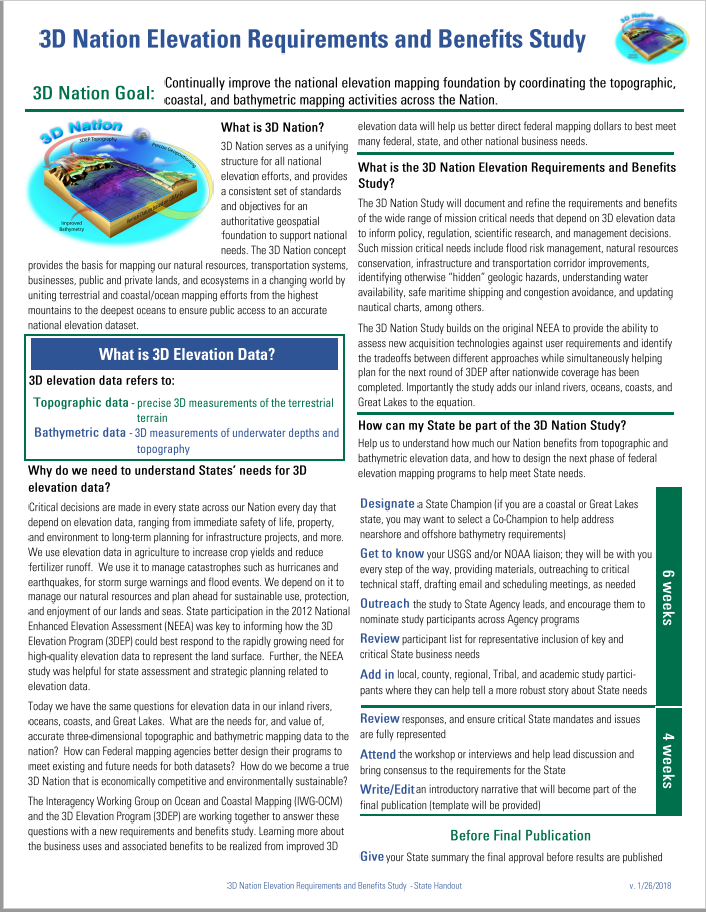 3D Nation Elevation Requirements and Benefits Study
3D Nation
3D Nation Goal:
Continually improve the national elevation mapping foundation by coordinating the topographic,
coastal, and bathymetric mapping activities across the Nation.
3D Nation
3DEP Topography
Precise Geopositioning
Improved
Bathymetry
What is 3D Nation?
3D Nation serves as a unifying
structure for all national
elevation efforts, and provides
a consistent set of standards
and objectives for an
authoritative geospatial
foundation to support national
needs. The 3D Nation concept
provides the basis for mapping our natural resources, transportation systems,
businesses, public and private lands, and ecosystems in a changing world by
uniting terrestrial and coastal/ocean mapping efforts from the highest
mountains to the deepest oceans to ensure public access to an accurate
national elevation dataset.
What is 3D Elevation Data?
3D elevation data refers to:
Topographic data - precise 3D measurements of the terrestrial
terrain
Bathymetric data - 3D measurements of underwater depths and
topography
Why do we need to understand States' needs for 3D
elevation data?
Critical decisions are made in every state across our Nation every day that
depend on elevation data, ranging from immediate safety of life, property,
and environment to long-term planning for infrastructure projects, and more.
We use elevation data in agriculture to increase crop yields and reduce
fertilizer runoff. We use it to manage catastrophes such as hurricanes and
earthquakes, for storm surge warnings and flood events. We depend on it to
manage our natural resources and plan ahead for sustainable use, protection,
and enjoyment of our lands and seas. State participation in the 2012 National
Enhanced Elevation Assessment (NEEA) was key to informing how the 3D
Elevation Program (3DEP) could best respond to the rapidly growing need for
high-quality elevation data to represent the land surface. Further, the NEEA
study was helpful for state assessment and strategic planning related to
elevation data.
Today we have the same questions for elevation data in our inland rivers,
oceans, coasts, and Great Lakes. What are the needs for, and value of,
accurate three-dimensional topographic and bathymetric mapping data to the
nation? How can Federal mapping agencies better design their programs to
meet existing and future needs for both datasets? How do we become a true
3D Nation that is economically competitive and environmentally sustainable?
The Interagency Working Group on Ocean and Coastal Mapping (IWG-OCM)
and the 3D Elevation Program (3DEP) are working together to answer these
questions with a new requirements and benefits study. Learning more about
the business uses and associated benefits to be realized from improved 3D
elevation data will help us better direct federal mapping dollars to best meet
many federal, state, and other national business needs.
What is the 3D Nation Elevation Requirements and Benefits
Study?
The 3D Nation Study will document and refine the requirements and benefits
of the wide range of mission critical needs that depend on 3D elevation data
to inform policy, regulation, scientific research, and management decisions.
Such mission critical needs include flood risk management, natural resources
conservation, infrastructure and transportation corridor improvements,
identifying otherwise "hidden" geologic hazards, understanding water
availability, safe maritime shipping and congestion avoidance, and updating
nautical charts, among others.
The 3D Nation Study builds on the original NEEA to provide the ability to
assess new acquisition technologies against user requirements and identify
the tradeoffs between different approaches while simultaneously helping
plan for the next round of 3DEP after nationwide coverage has been
completed. Importantly the study adds our inland rivers, oceans, coasts, and
Great Lakes to the equation.
How can my State be part of the 3D Nation Study?
Help us to understand how much our Nation benefits from topographic and
bathymetric elevation data, and how to design the next phase of federal
elevation mapping programs to help meet State needs.
Designate a State Champion (if you are a coastal or Great Lakes
state, you may want to select a Co-Champion to help address
nearshore and offshore bathymetry requirements)
Get to know your USGS and/or NOAA liaison; they will be with you
every step of the way, providing materials, outreaching to critical
technical staff, drafting email and scheduling meetings, as needed
Outreach the study to State Agency leads, and encourage them to
nominate study participants across Agency programs
Review participant list for representative inclusion of key and
critical State business needs
Add in local, county, regional, Tribal, and academic study partici-
pants where they can help tell a more robust story about State needs
6 weeks
Review responses, and ensure critical State mandates and issues
are fully represented
Attend the workshop or interviews and help lead discussion and
bring consensus to the requirements for the State
Write/Edit an introductory narrative that will become part of the
final publication (template will be provided)
4 weeks
Before Final Publication
Give your State summary the final approval before results are published
3D Nation Elevation Requirements and Benefits Study - State Handout
v. 1/26/2018